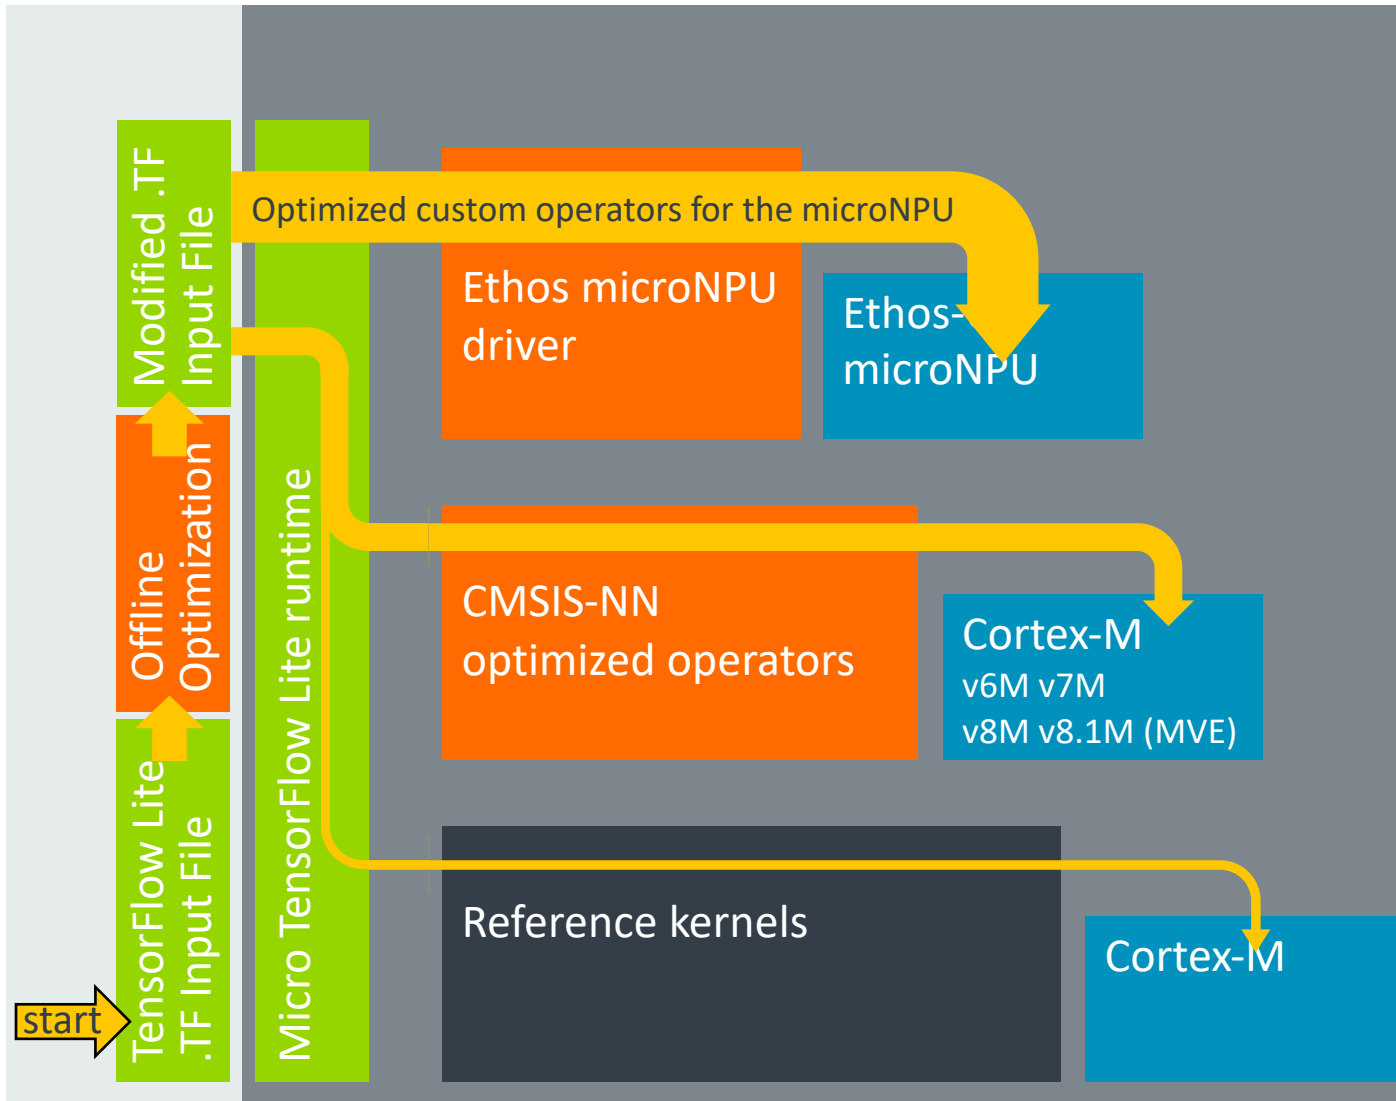 Modified .TF
Input File
Offline
Optimization
TensorFlow Lite
.TF Input File
start
Micro TensorFlow Lite runtime
Optimized custom operators for the microNPU
Ethos microNPU
driver
Ethos-
microNPU
CMSIS-NN
optimized operators
Cortex-M
v6M v7M
v8M v8.1M (MVE)
Reference kernels
Cortex-M